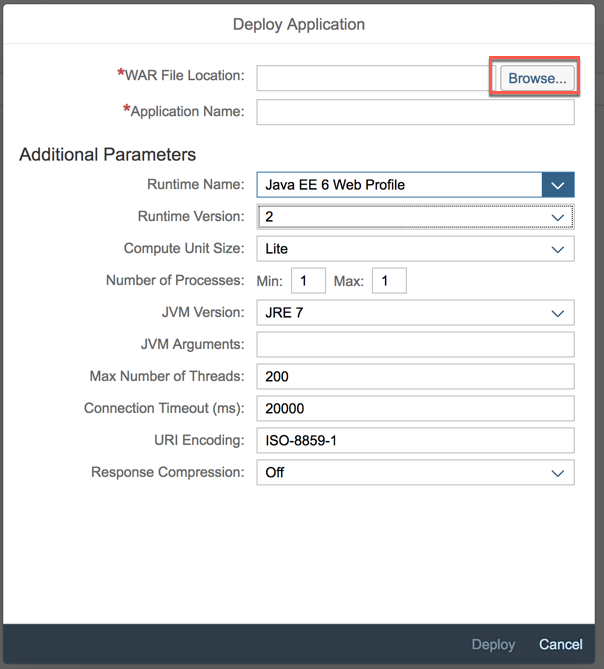 Deploy Application
*WAR File Location: Browse...
*Application Name:
Additional Parameters
Runtime Name: Java EE 6 Web Profile
Runtime Version: 2
Compute Unit Size: Lite
Number of Processes: Min: 1 Max: 1
JVM Version: JRE 7
JVM Arguments:
Max Number of Threads: 200
Connection Timeout (ms): 20000
URI Encoding: ISO-8859-1
Response Compression: Off
Deploy Cancel